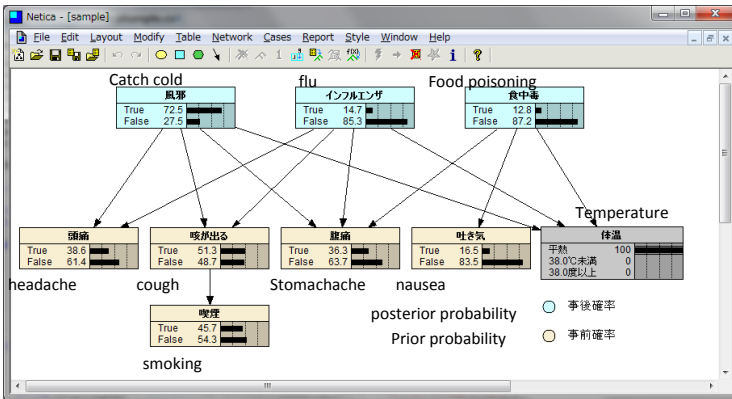 Netica - [sample]
File Edit Layout Modify Table Network Cases Report Style Window Help
Catch cold
flu
Food poisoning
風邪
True 72.5
False 27.5
インフルエンザ
True 14.7
False 85.3
食中毒
True 12.8
False 87.2
Temperature
頭痛
True 38.6
False 61.4
咳が出る
True 51.3
False 48.7
腹痛
True 36.3
False 63.7
吐き気
True 16.5
False 83.5
体温
平熱 100
38.0℃未満 0
38.0度以上 0
headache
cough
Stomachache
nausea
喫煙
True 45.7
False 54.3
smoking
posterior probability 事後確率
Prior probability 事前確率